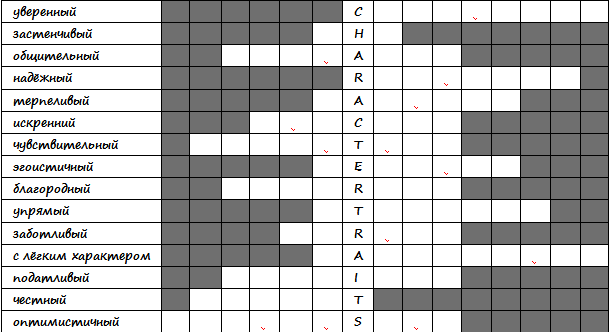 уверенный C
застенчивый H
общительный A
надёжный R
терпеливый A
искренний C
чувствительный T
эгоистичный E
благородный R
упрямый T
заботливый R
с лёгким характером A
податливый I
честный T
оптимистичный S